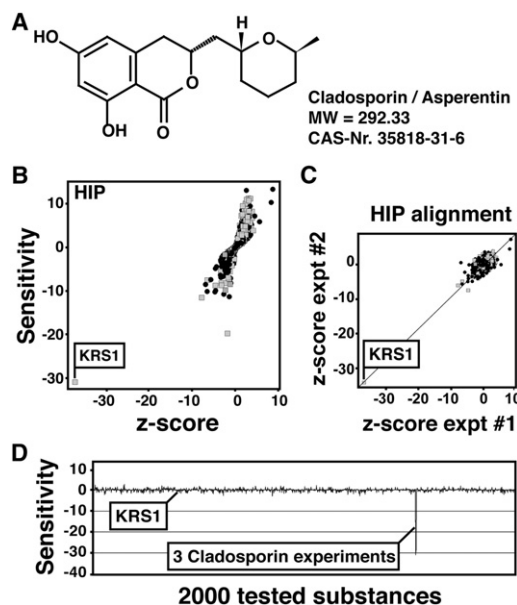 A
HO
H
O
O
OH
O
Cladosporin / Asperentin
MW = 292.33
CAS-Nr. 35818-31-6
B
HIP
Sensitivity
10
0
-10
-20
-30
KRS1
-30
-20
-10
0
10
z-score
C
HIP alignment
z-score expt #2
0
-10
-20
-30
KRS1
-30
-20
-10
0
10
z-score expt #1
D
Sensitivity
10
0
-10
-20
-30
-40
KRS1
3 Cladosporin experiments
2000 tested substances